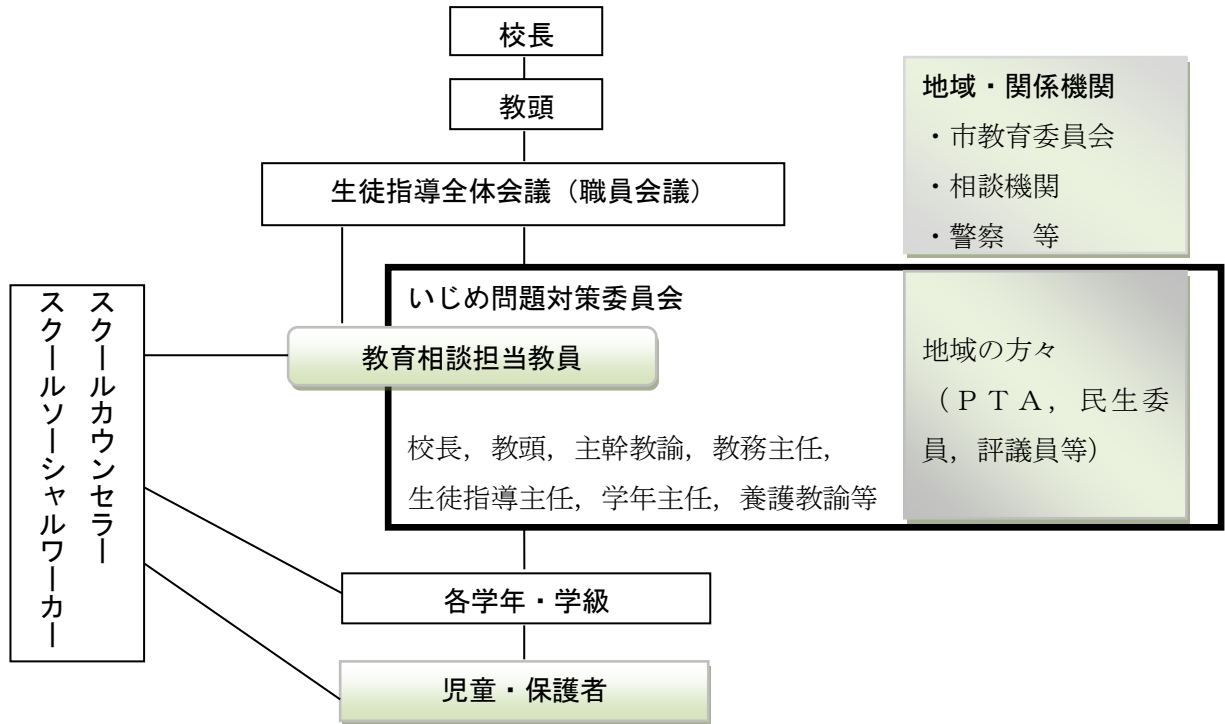 校長
教頭
生徒指導全体会議（職員会議）
地域・関係機関
・市教育委員会
・相談機関
・警察　等
スクールカウンセラー
スクールソーシャルワーカー
いじめ問題対策委員会
教育相談担当教員
校長，教頭，主幹教諭，教務主任，
生徒指導主任，学年主任，養護教諭等
地域の方々
（ＰＴＡ，民生委
員，評議員等）
各学年・学級
児童・保護者